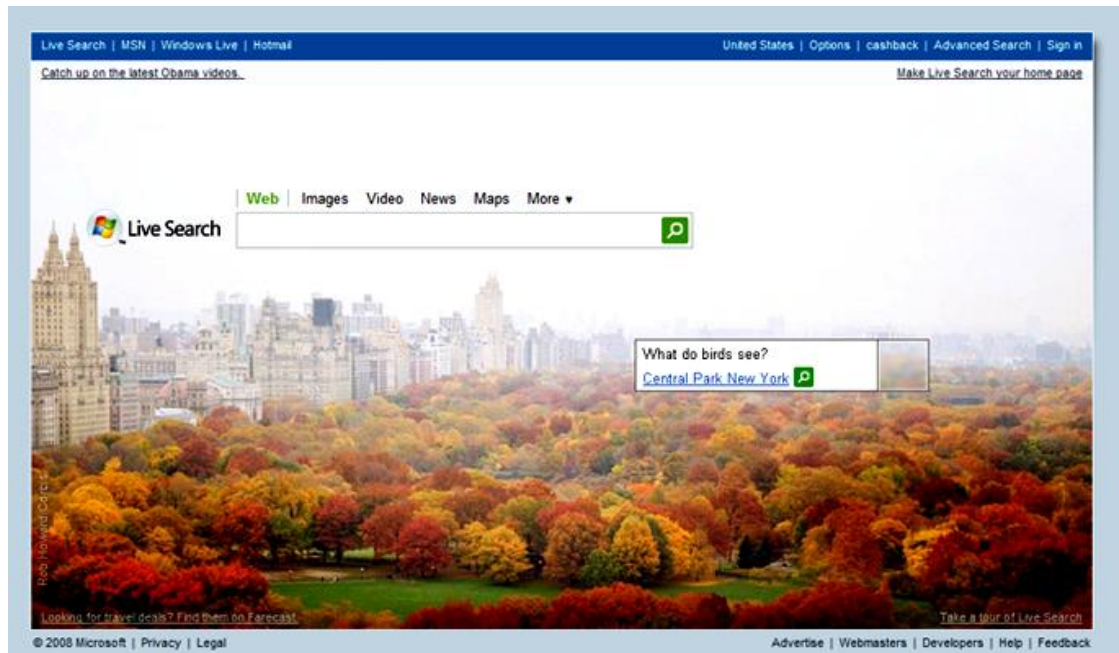 Live Search | MSN | Windows Live | Hotmail
United States | Options | cashback | Advanced Search | Sign in
Catch up on the latest Obama videos.
Make Live Search your home page
Web | Images Video News Maps More ▾
Live Search
What do birds see?
Central Park New York
Rob Howard/Corbis
Looking for travel deals? Find them on Farecast.
Take a tour of Live Search
© 2008 Microsoft | Privacy | Legal
Advertise | Webmasters | Developers | Help | Feedback